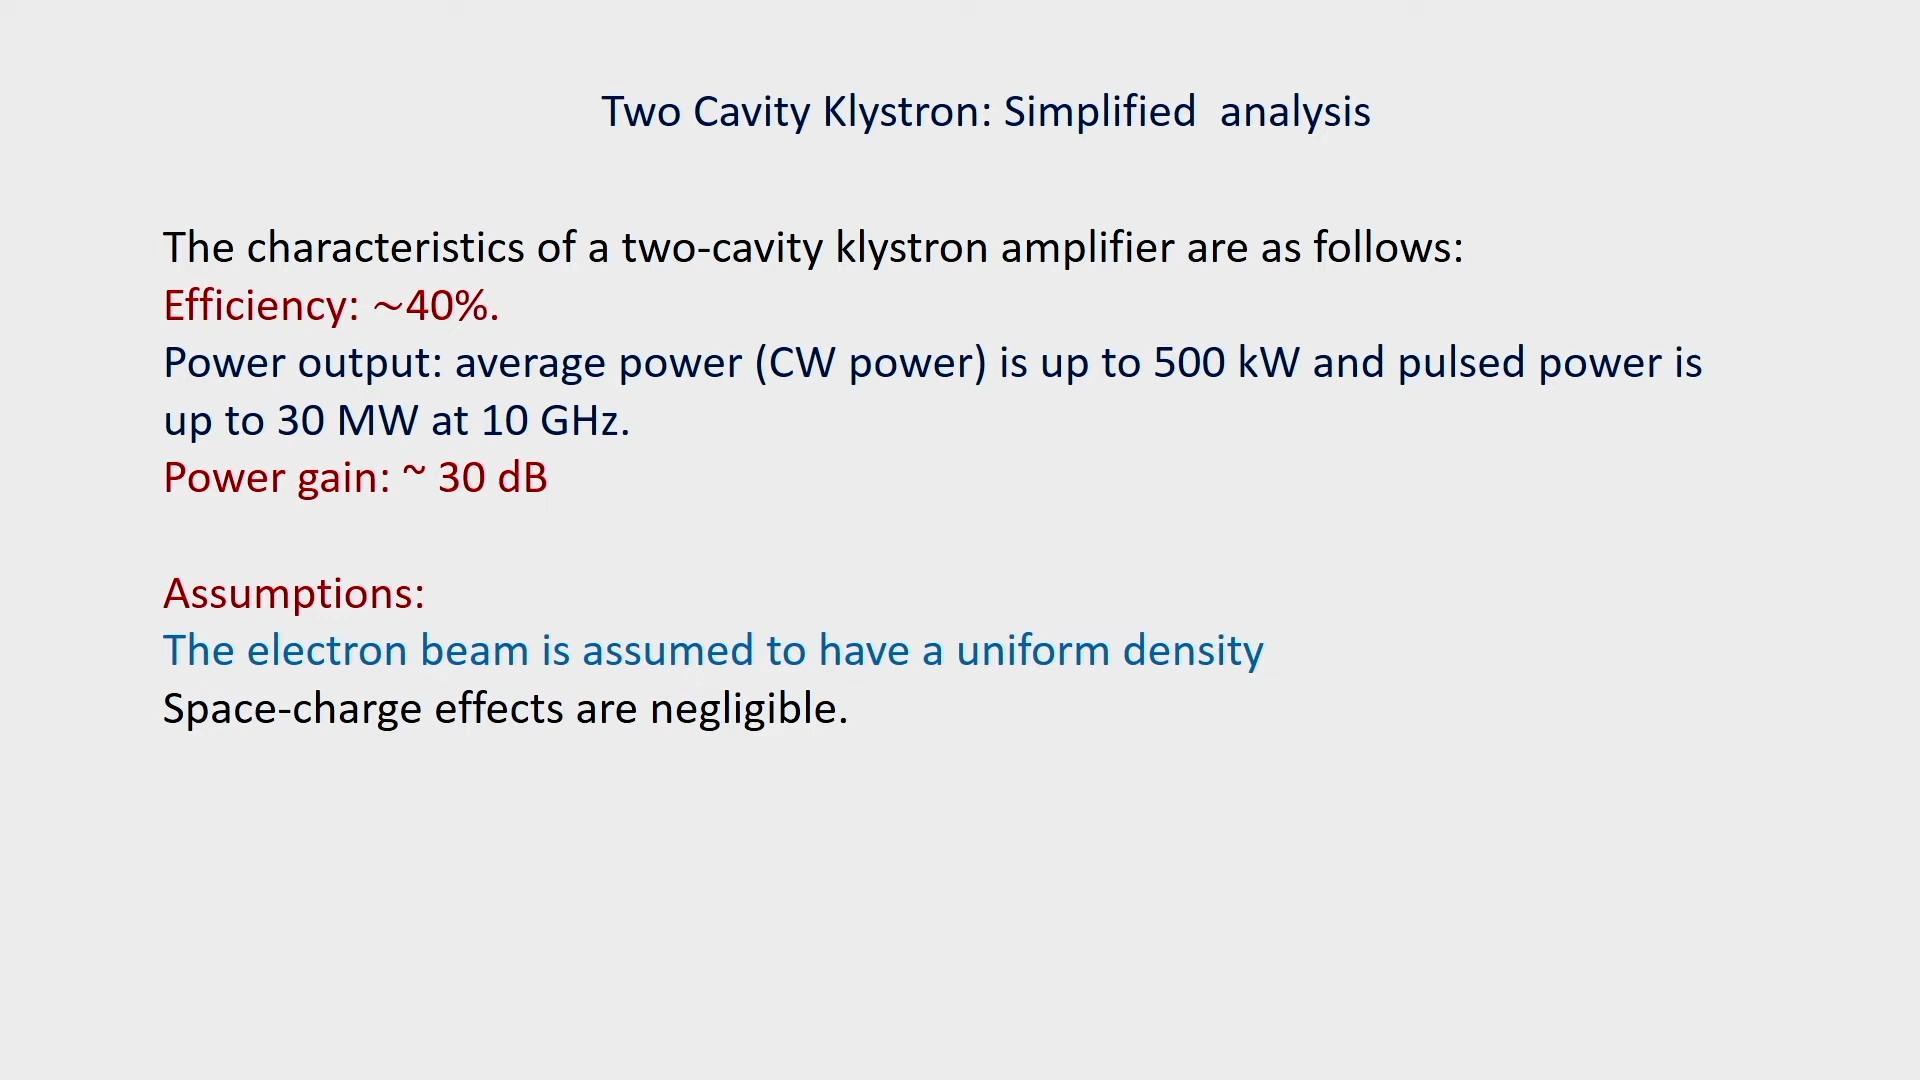 Two Cavity Klystron: Simplified  analysis
The characteristics of a two-cavity klystron amplifier are as follows:
Efficiency: ∼40%.
Power output: average power (CW power) is up to 500 kW and pulsed power is
up to 30 MW at 10 GHz.
Power gain: ~ 30 dB
Assumptions:
The electron beam is assumed to have a uniform density
Space-charge effects are negligible.